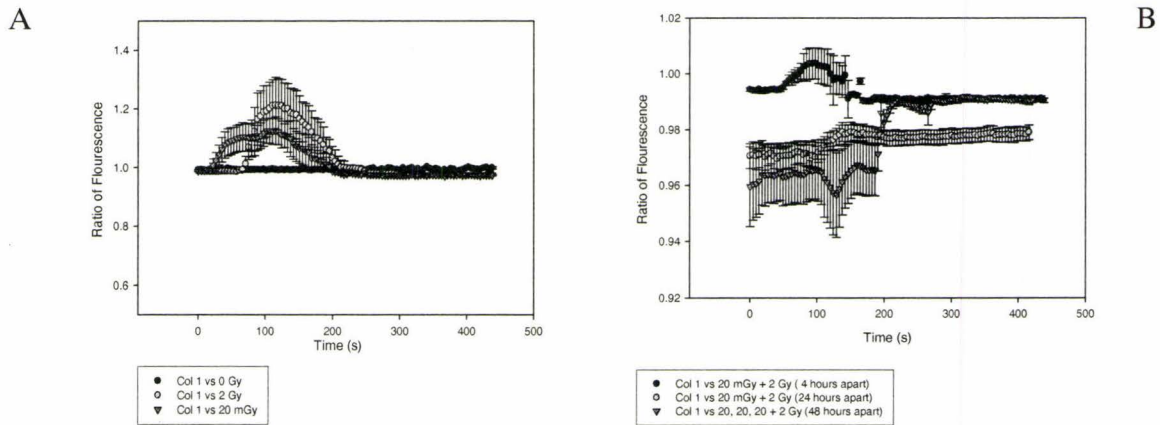 A
B
Ratio of Flourescence
1.4
1.2
1.0
0.8
0.6
0 100 200 300 400 500
Time (s)
Col 1 vs 0 Gy
Col 1 vs 2 Gy
Col 1 vs 20 mGy
Ratio of Flourescence
1.02
1.00
0.98
0.96
0.94
0.92
0 100 200 300 400 500
Time (s)
Col 1 vs 20 mGy + 2 Gy ( 4 hours apart)
Col 1 vs 20 mGy + 2 Gy (24 hours apart)
Col 1 vs 20, 20, 20 + 2 Gy (48 hours apart)